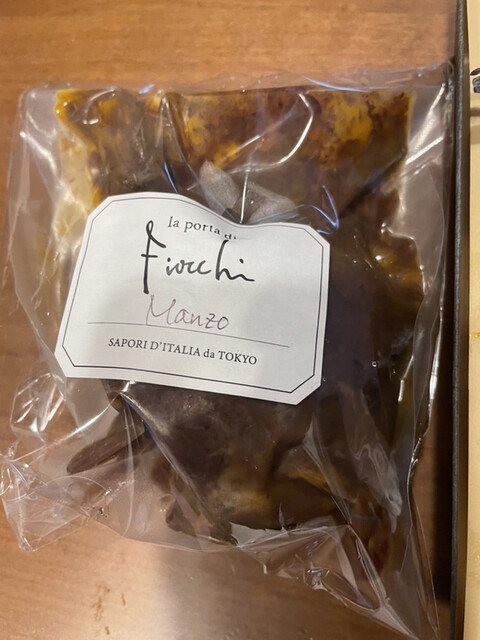 la porta di
fiocchi
Manzo
SAPORI D'ITALIA da TOKYO